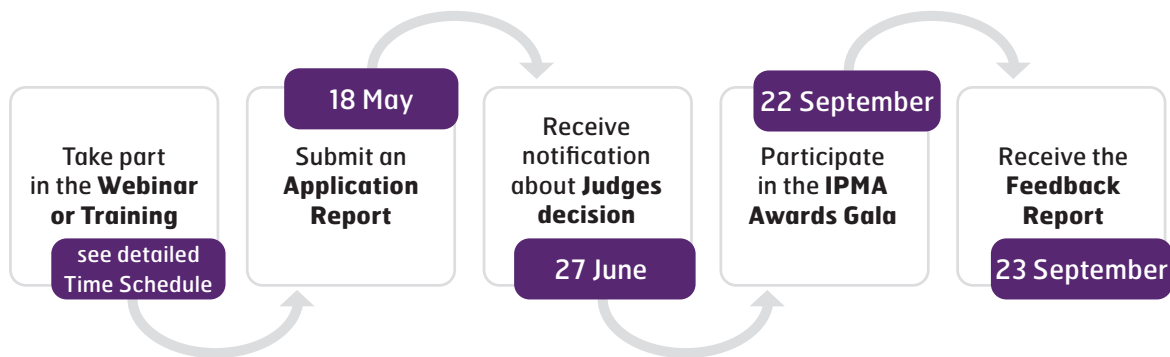 Take part
in the Webinar
or Training
see detailed
Time Schedule
18 May
Submit an
Application
Report
Receive
notification
about Judges
decision
27 June
22 September
Participate
in the IPMA
Awards Gala
Receive the
Feedback
Report
23 September